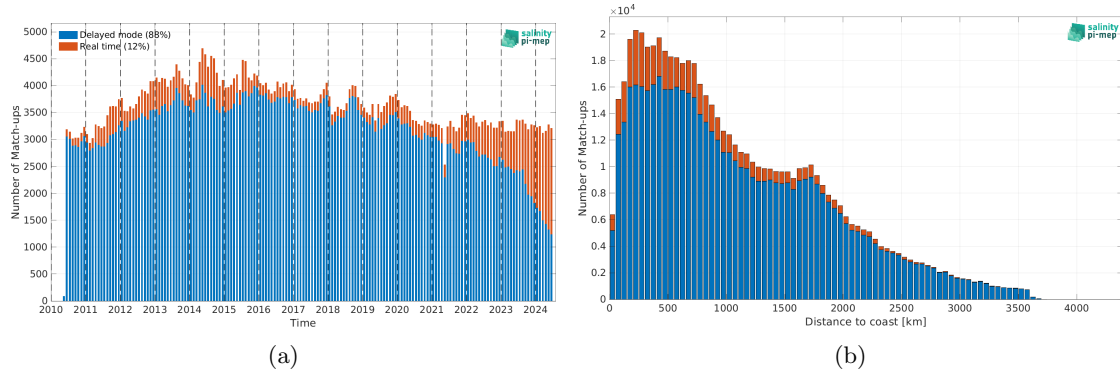 Delayed mode (88%)
Real time (12%)
salinity
pi-mep
Number of Match-ups
5000
4500
4000
3500
3000
2500
2000
1500
1000
500
0
2010 2011 2012 2013 2014 2015 2016 2017 2018 2019 2020 2021 2022 2023 2024
Time
(a)
×10⁴
salinity
pi-mep
Number of Match-ups
2
1.8
1.6
1.4
1.2
1
0.8
0.6
0.4
0.2
0
0 500 1000 1500 2000 2500 3000 3500 4000
Distance to coast [km]
(b)